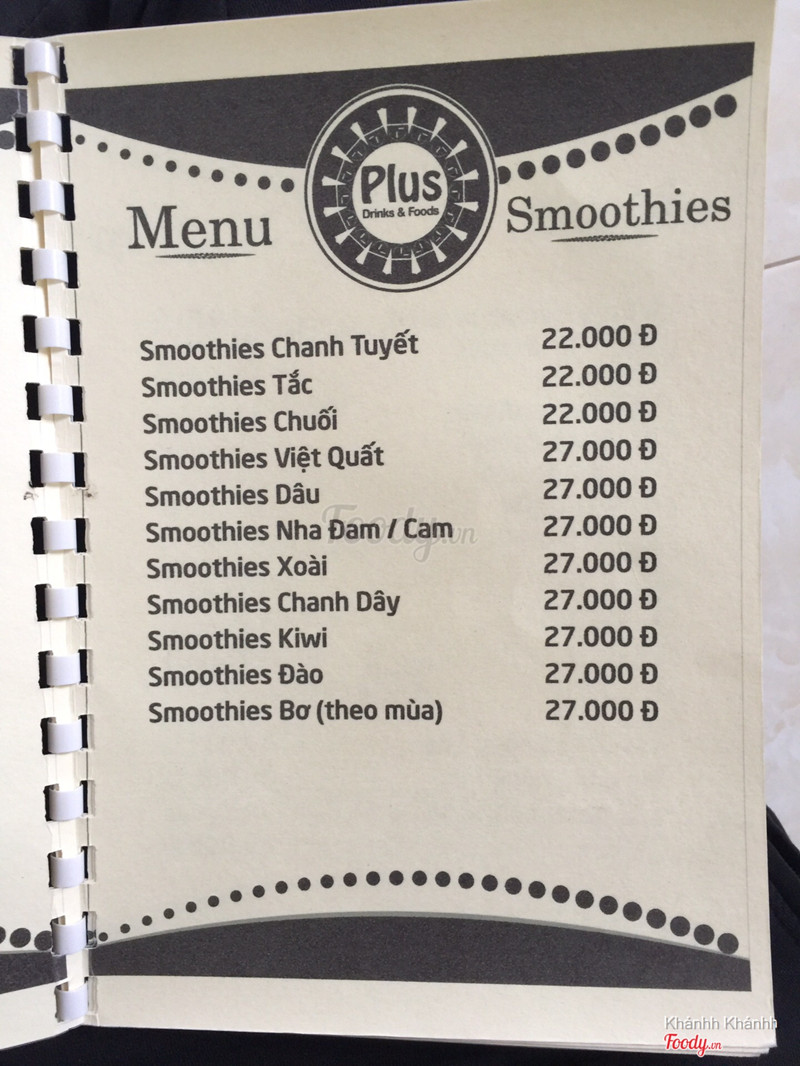 Plus
Drinks & Foods
Menu
Smoothies
Smoothies Chanh Tuyết 22.000 Đ
Smoothies Tắc 22.000 Đ
Smoothies Chuối 22.000 Đ
Smoothies Việt Quất 27.000 Đ
Smoothies Dâu 27.000 Đ
Smoothies Nha Đam / Cam 27.000 Đ
Smoothies Xoài 27.000 Đ
Smoothies Chanh Dây 27.000 Đ
Smoothies Kiwi 27.000 Đ
Smoothies Đào 27.000 Đ
Smoothies Bơ (theo mùa) 27.000 Đ
Foody.vn
Khánhh Khánhh
Foody.vn